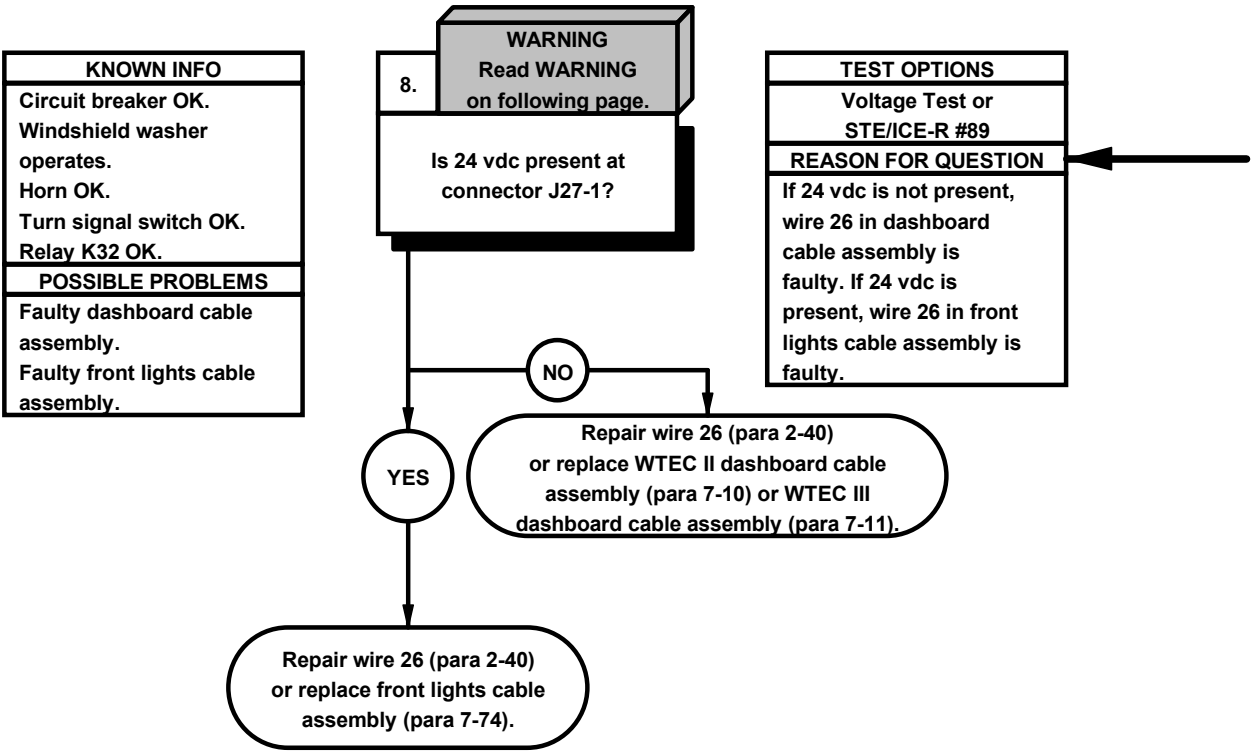 KNOWN INFO
Circuit breaker OK.
Windshield washer
operates.
Horn OK.
Turn signal switch OK.
Relay K32 OK.
POSSIBLE PROBLEMS
Faulty dashboard cable
assembly.
Faulty front lights cable
assembly.
8.
WARNING
Read WARNING
on following page.
Is 24 vdc present at
connector J27-1?
TEST OPTIONS
Voltage Test or
STE/ICE-R #89
REASON FOR QUESTION
If 24 vdc is not present,
wire 26 in dashboard
cable assembly is
faulty. If 24 vdc is
present, wire 26 in front
lights cable assembly is
faulty.
NO
Repair wire 26 (para 2-40)
or replace WTEC II dashboard cable
assembly (para 7-10) or WTEC III
dashboard cable assembly (para 7-11).
YES
Repair wire 26 (para 2-40)
or replace front lights cable
assembly (para 7-74).